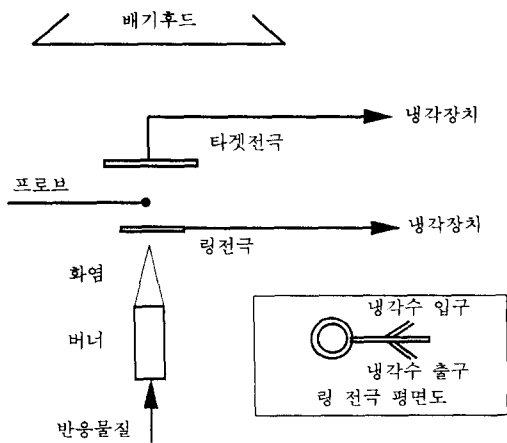 배기후드
냉각장치
타겟전극
프로브
냉각장치
링전극
화염
버너
반응물질
냉각수 입구
냉각수 출구
링 전극 평면도